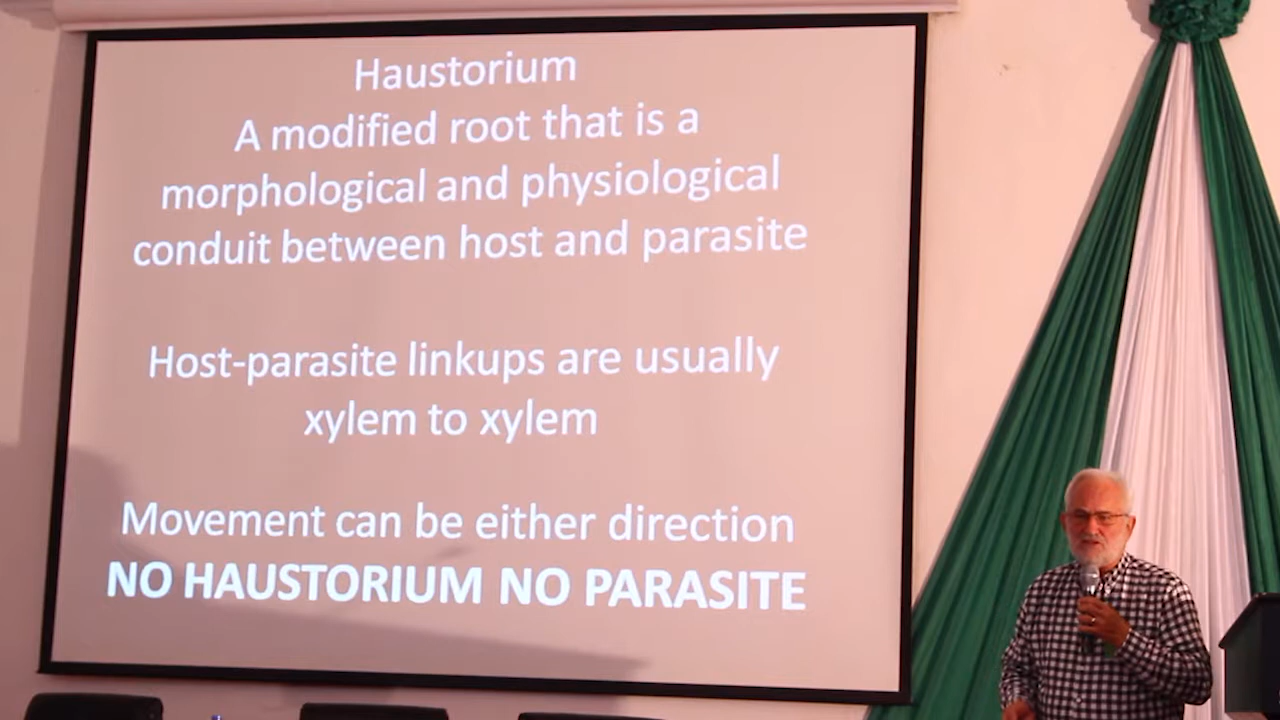 Haustorium
A modified root that is a
morphological and physiological
conduit between host and parasite
Host-parasite linkups are usually
xylem to xylem
Movement can be either direction
NO HAUSTORIUM NO PARASITE